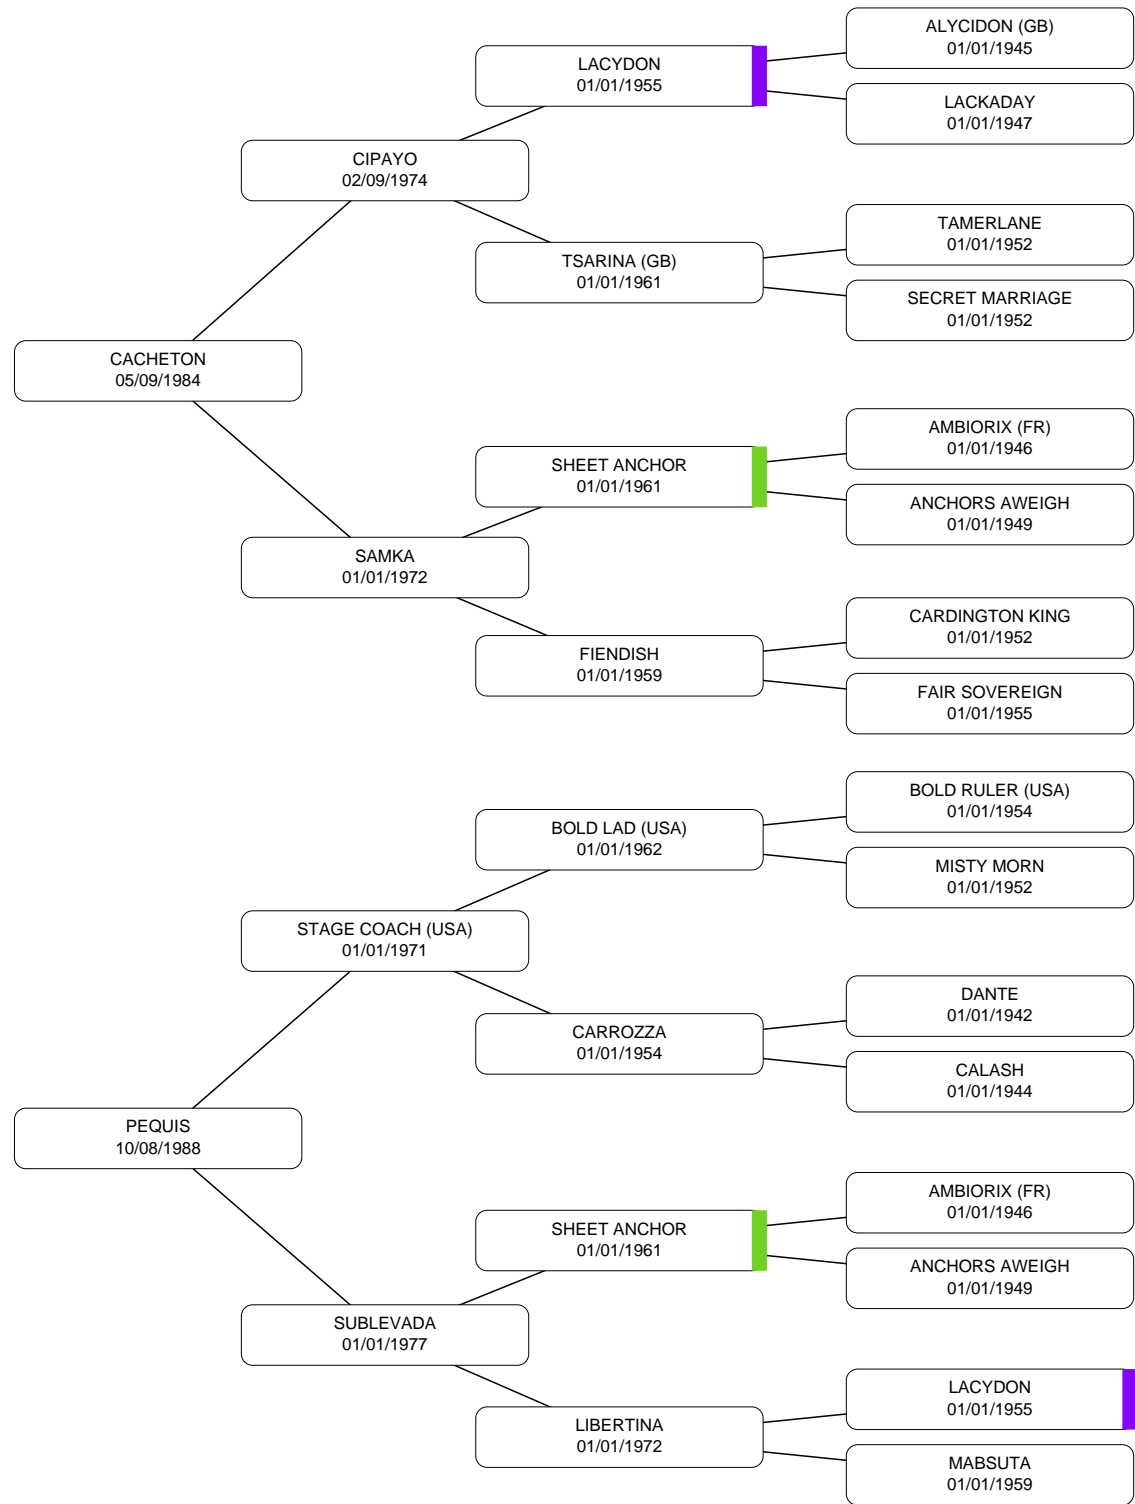 ALYCIDON (GB)
01/01/1945
LACYDON
01/01/1955
LACKADAY
01/01/1947
CIPAYO
02/09/1974
TAMERLANE
01/01/1952
TSARINA (GB)
01/01/1961
SECRET MARRIAGE
01/01/1952
CACHETON
05/09/1984
AMBIORIX (FR)
01/01/1946
SHEET ANCHOR
01/01/1961
ANCHORS AWEIGH
01/01/1949
SAMKA
01/01/1972
CARDINGTON KING
01/01/1952
FIENDISH
01/01/1959
FAIR SOVEREIGN
01/01/1955
BOLD RULER (USA)
01/01/1954
BOLD LAD (USA)
01/01/1962
MISTY MORN
01/01/1952
STAGE COACH (USA)
01/01/1971
DANTE
01/01/1942
CARROZZA
01/01/1954
CALASH
01/01/1944
PEQUIS
10/08/1988
AMBIORIX (FR)
01/01/1946
SHEET ANCHOR
01/01/1961
ANCHORS AWEIGH
01/01/1949
SUBLEVADA
01/01/1977
LACYDON
01/01/1955
LIBERTINA
01/01/1972
MABSUTA
01/01/1959